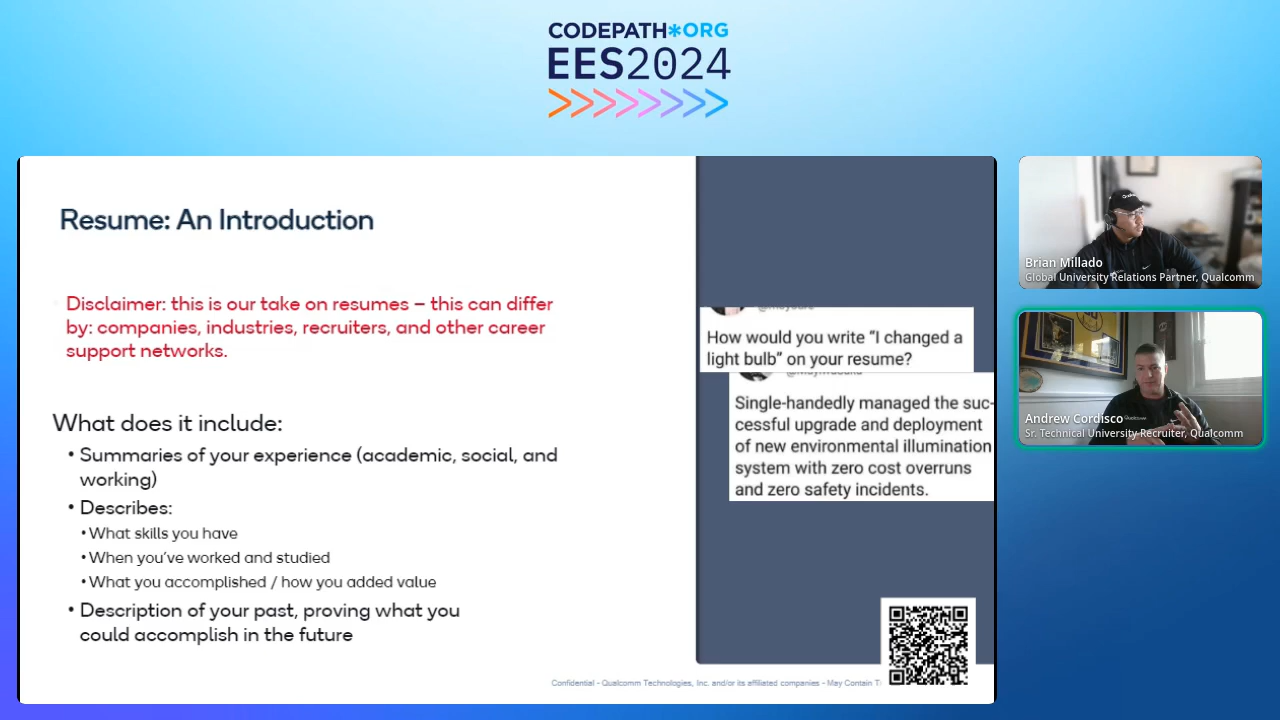 CODEPATH*ORG
EES2024
Resume: An Introduction
Disclaimer: this is our take on resumes – this can differ
by: companies, industries, recruiters, and other career
support networks.
What does it include:
• Summaries of your experience (academic, social, and
working)
• Describes:
• What skills you have
• When you’ve worked and studied
• What you accomplished / how you added value
• Description of your past, proving what you
could accomplish in the future
How would you write “I changed a
light bulb” on your resume?
Single-handedly managed the suc-
cessful upgrade and deployment
of new environmental illumination
system with zero cost overruns
and zero safety incidents.
Confidential - Qualcomm Technologies, Inc. and/or its affiliated companies - May Contain
Brian Millado
Global University Relations Partner, Qualcomm
Andrew Cordisco
Sr. Technical University Recruiter, Qualcomm